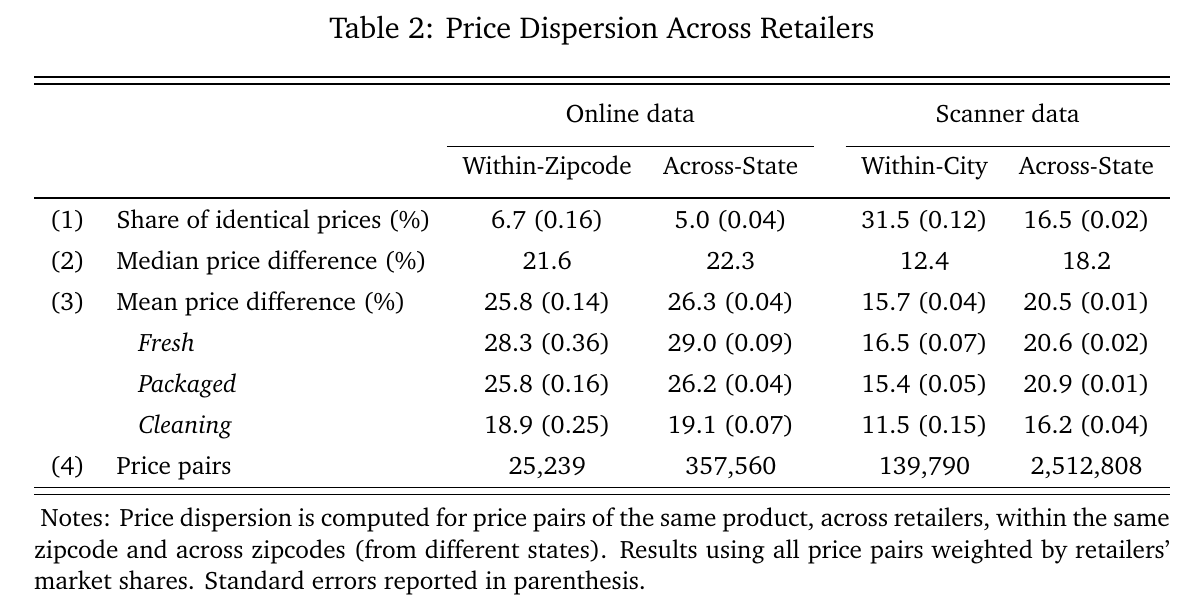 Table 2: Price Dispersion Across Retailers
Online data Scanner data
Within-Zipcode Across-State Within-City Across-State
(1) Share of identical prices (%) 6.7 (0.16) 5.0 (0.04) 31.5 (0.12) 16.5 (0.02)
(2) Median price difference (%) 21.6 22.3 12.4 18.2
(3) Mean price difference (%) 25.8 (0.14) 26.3 (0.04) 15.7 (0.04) 20.5 (0.01)
Fresh 28.3 (0.36) 29.0 (0.09) 16.5 (0.07) 20.6 (0.02)
Packaged 25.8 (0.16) 26.2 (0.04) 15.4 (0.05) 20.9 (0.01)
Cleaning 18.9 (0.25) 19.1 (0.07) 11.5 (0.15) 16.2 (0.04)
(4) Price pairs 25,239 357,560 139,790 2,512,808
Notes: Price dispersion is computed for price pairs of the same product, across retailers, within the same
zipcode and across zipcodes (from different states). Results using all price pairs weighted by retailers’
market shares. Standard errors reported in parenthesis.